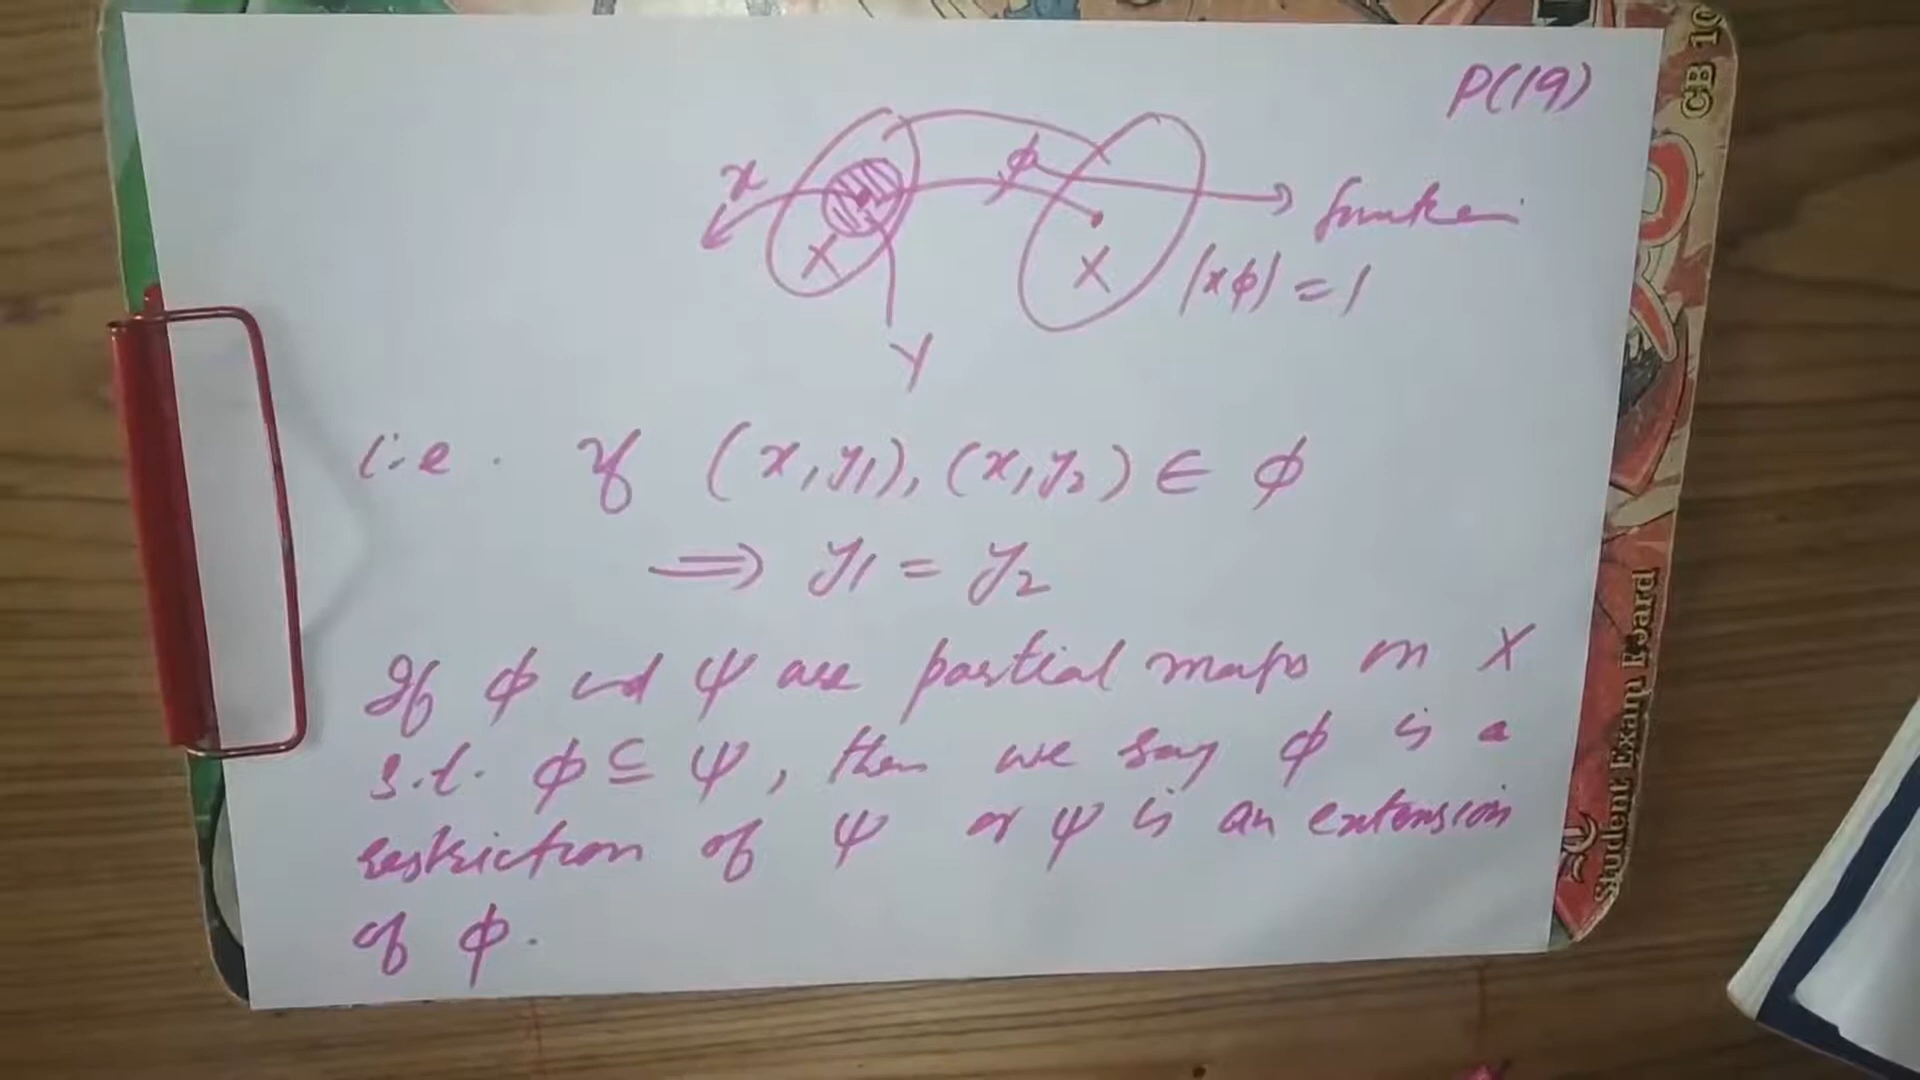 P(19)
x
ϕ
function
X
X
|xϕ| = 1
Y
i.e. If (x, y1), (x, y2) ∈ ϕ
⟹ y1 = y2
If ϕ and ψ are partial maps on X
s.t. ϕ ⊆ ψ, then we say ϕ is a
restriction of ψ or ψ is an extension
of ϕ.
CB 10
Student Exam Board